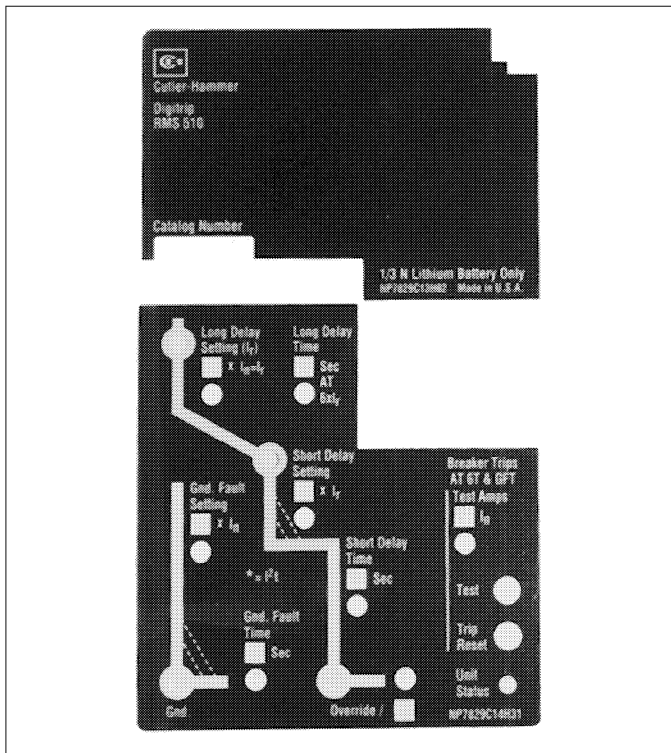 Cutler-Hammer
Digitrip
RMS 510
Catalog Number
1/3 N Lithium Battery Only
NP7829C13H02 Made in U.S.A.
Long Delay
Setting (Ir)
x In=Ir
Long Delay
Time
Sec
AT
6xIr
Short Delay
Setting
x Ir
Gnd. Fault
Setting
x In
* = I²t
Short Delay
Time
Sec
Gnd. Fault
Time
Sec
Gnd
Override /
Breaker Trips
AT 6T & GFT
Test Amps
In
Test
Trip
Reset
Unit
Status
NP7829C14H31